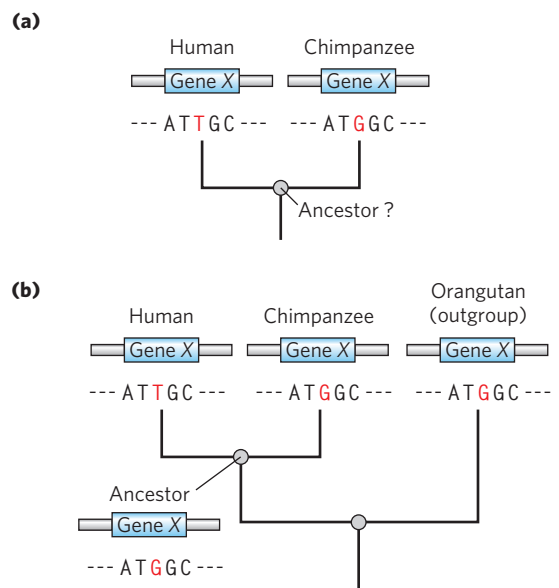 (a)
Human Chimpanzee
Gene X Gene X
--- ATTGC --- --- ATGGC ---
Ancestor ?
(b)
Human Chimpanzee Orangutan (outgroup)
Gene X Gene X Gene X
--- ATTGC --- --- ATGGC --- --- ATGGC ---
Ancestor
Gene X
--- ATGGC ---